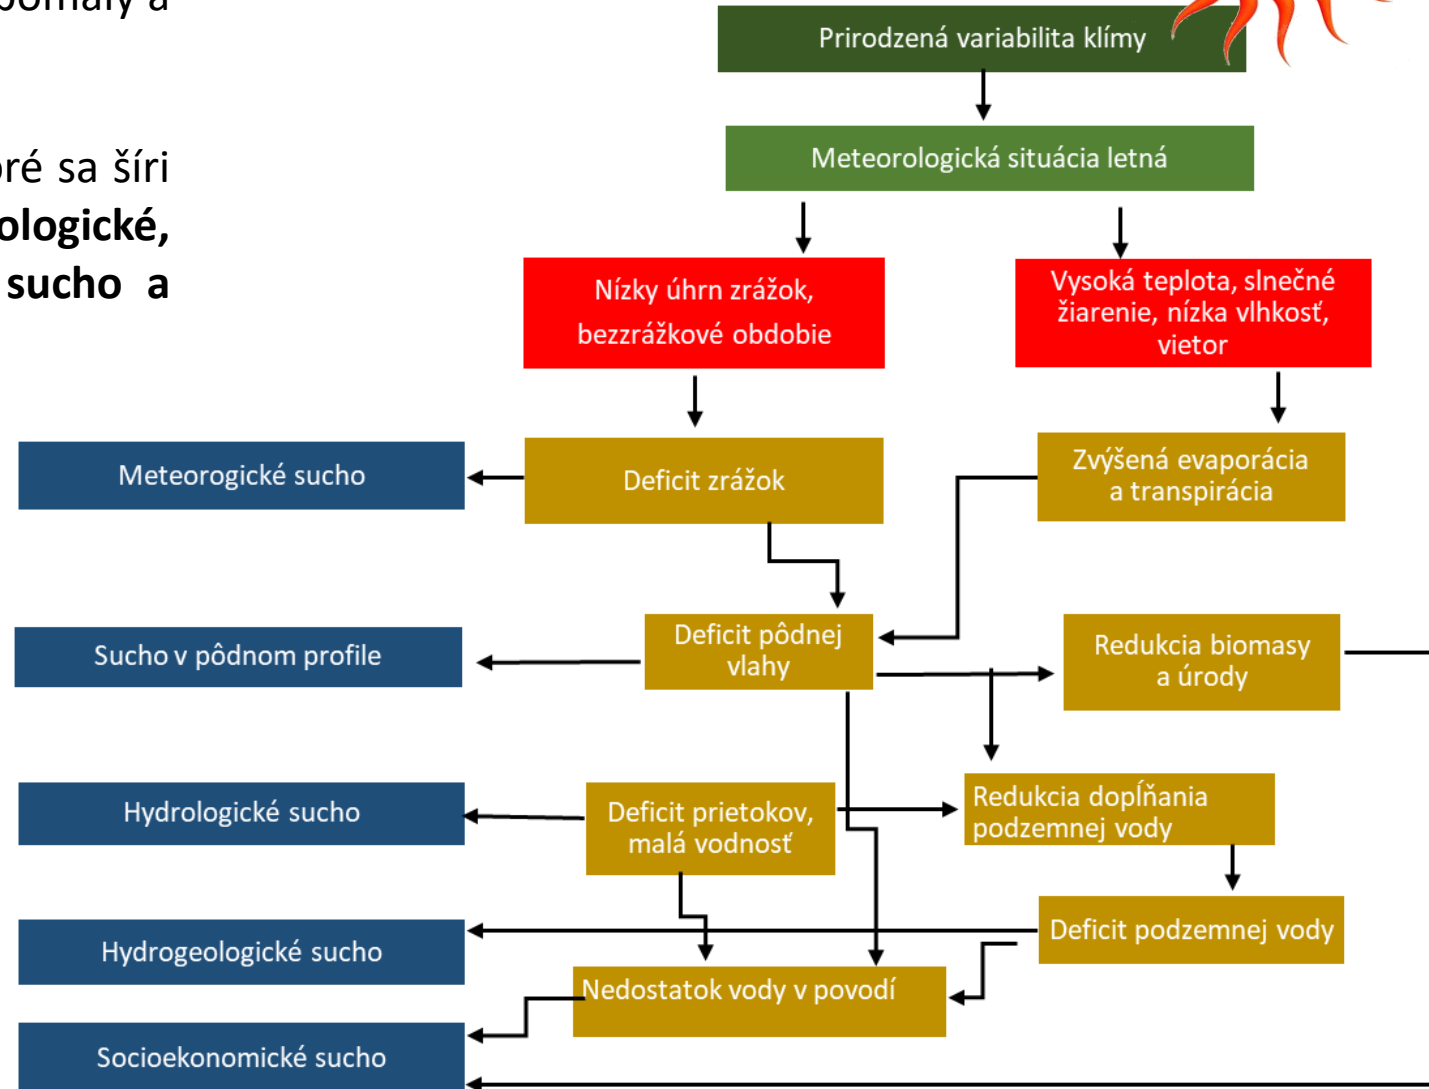 pomalý a
oré sa šíri
ologické,
sucho a
Prirodzená variabilita klímy
Meteorologická situácia letná
Nízky úhrn zrážok,
bezzrážkové obdobie
Vysoká teplota, slnečné
žiarenie, nízka vlhkosť,
vietor
Meteorogické sucho
Deficit zrážok
Zvýšená evaporácia
a transpirácia
Sucho v pôdnom profile
Deficit pôdnej
vlahy
Redukcia biomasy
a úrody
Hydrologické sucho
Deficit prietokov,
malá vodnosť
Redukcia dopĺňania
podzemnej vody
Hydrogeologické sucho
Deficit podzemnej vody
Nedostatok vody v povodí
Socioekonomické sucho